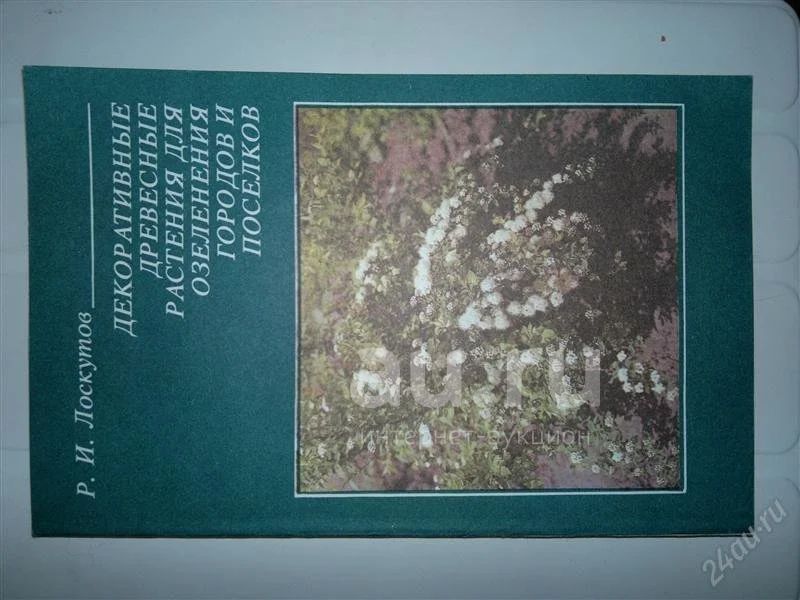 Р. И. Лоскутов
ДЕКОРАТИВНЫЕ
ДРЕВЕСНЫЕ
РАСТЕНИЯ ДЛЯ
ОЗЕЛЕНЕНИЯ
ГОРОДОВ И
ПОСЕЛКОВ
au.ru
интернет-аукцион
24au.ru